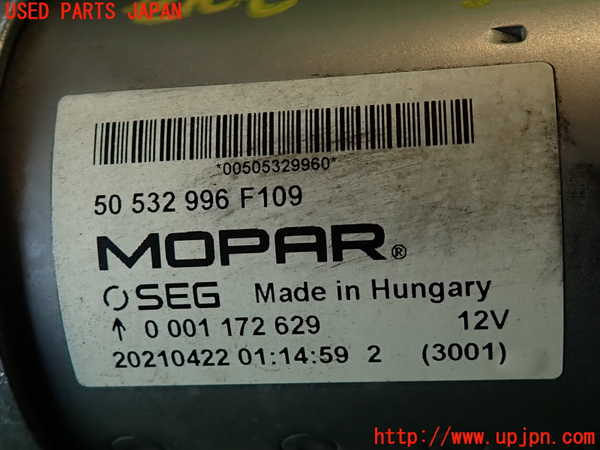 USED PARTS JAPAN
*00505329960*
50 532 996 F109
MOPAR®
SEG Made in Hungary
↑ 0 001 172 629 12V
20210422 01:14:59 2 (3001)
http://www.upjpn.com